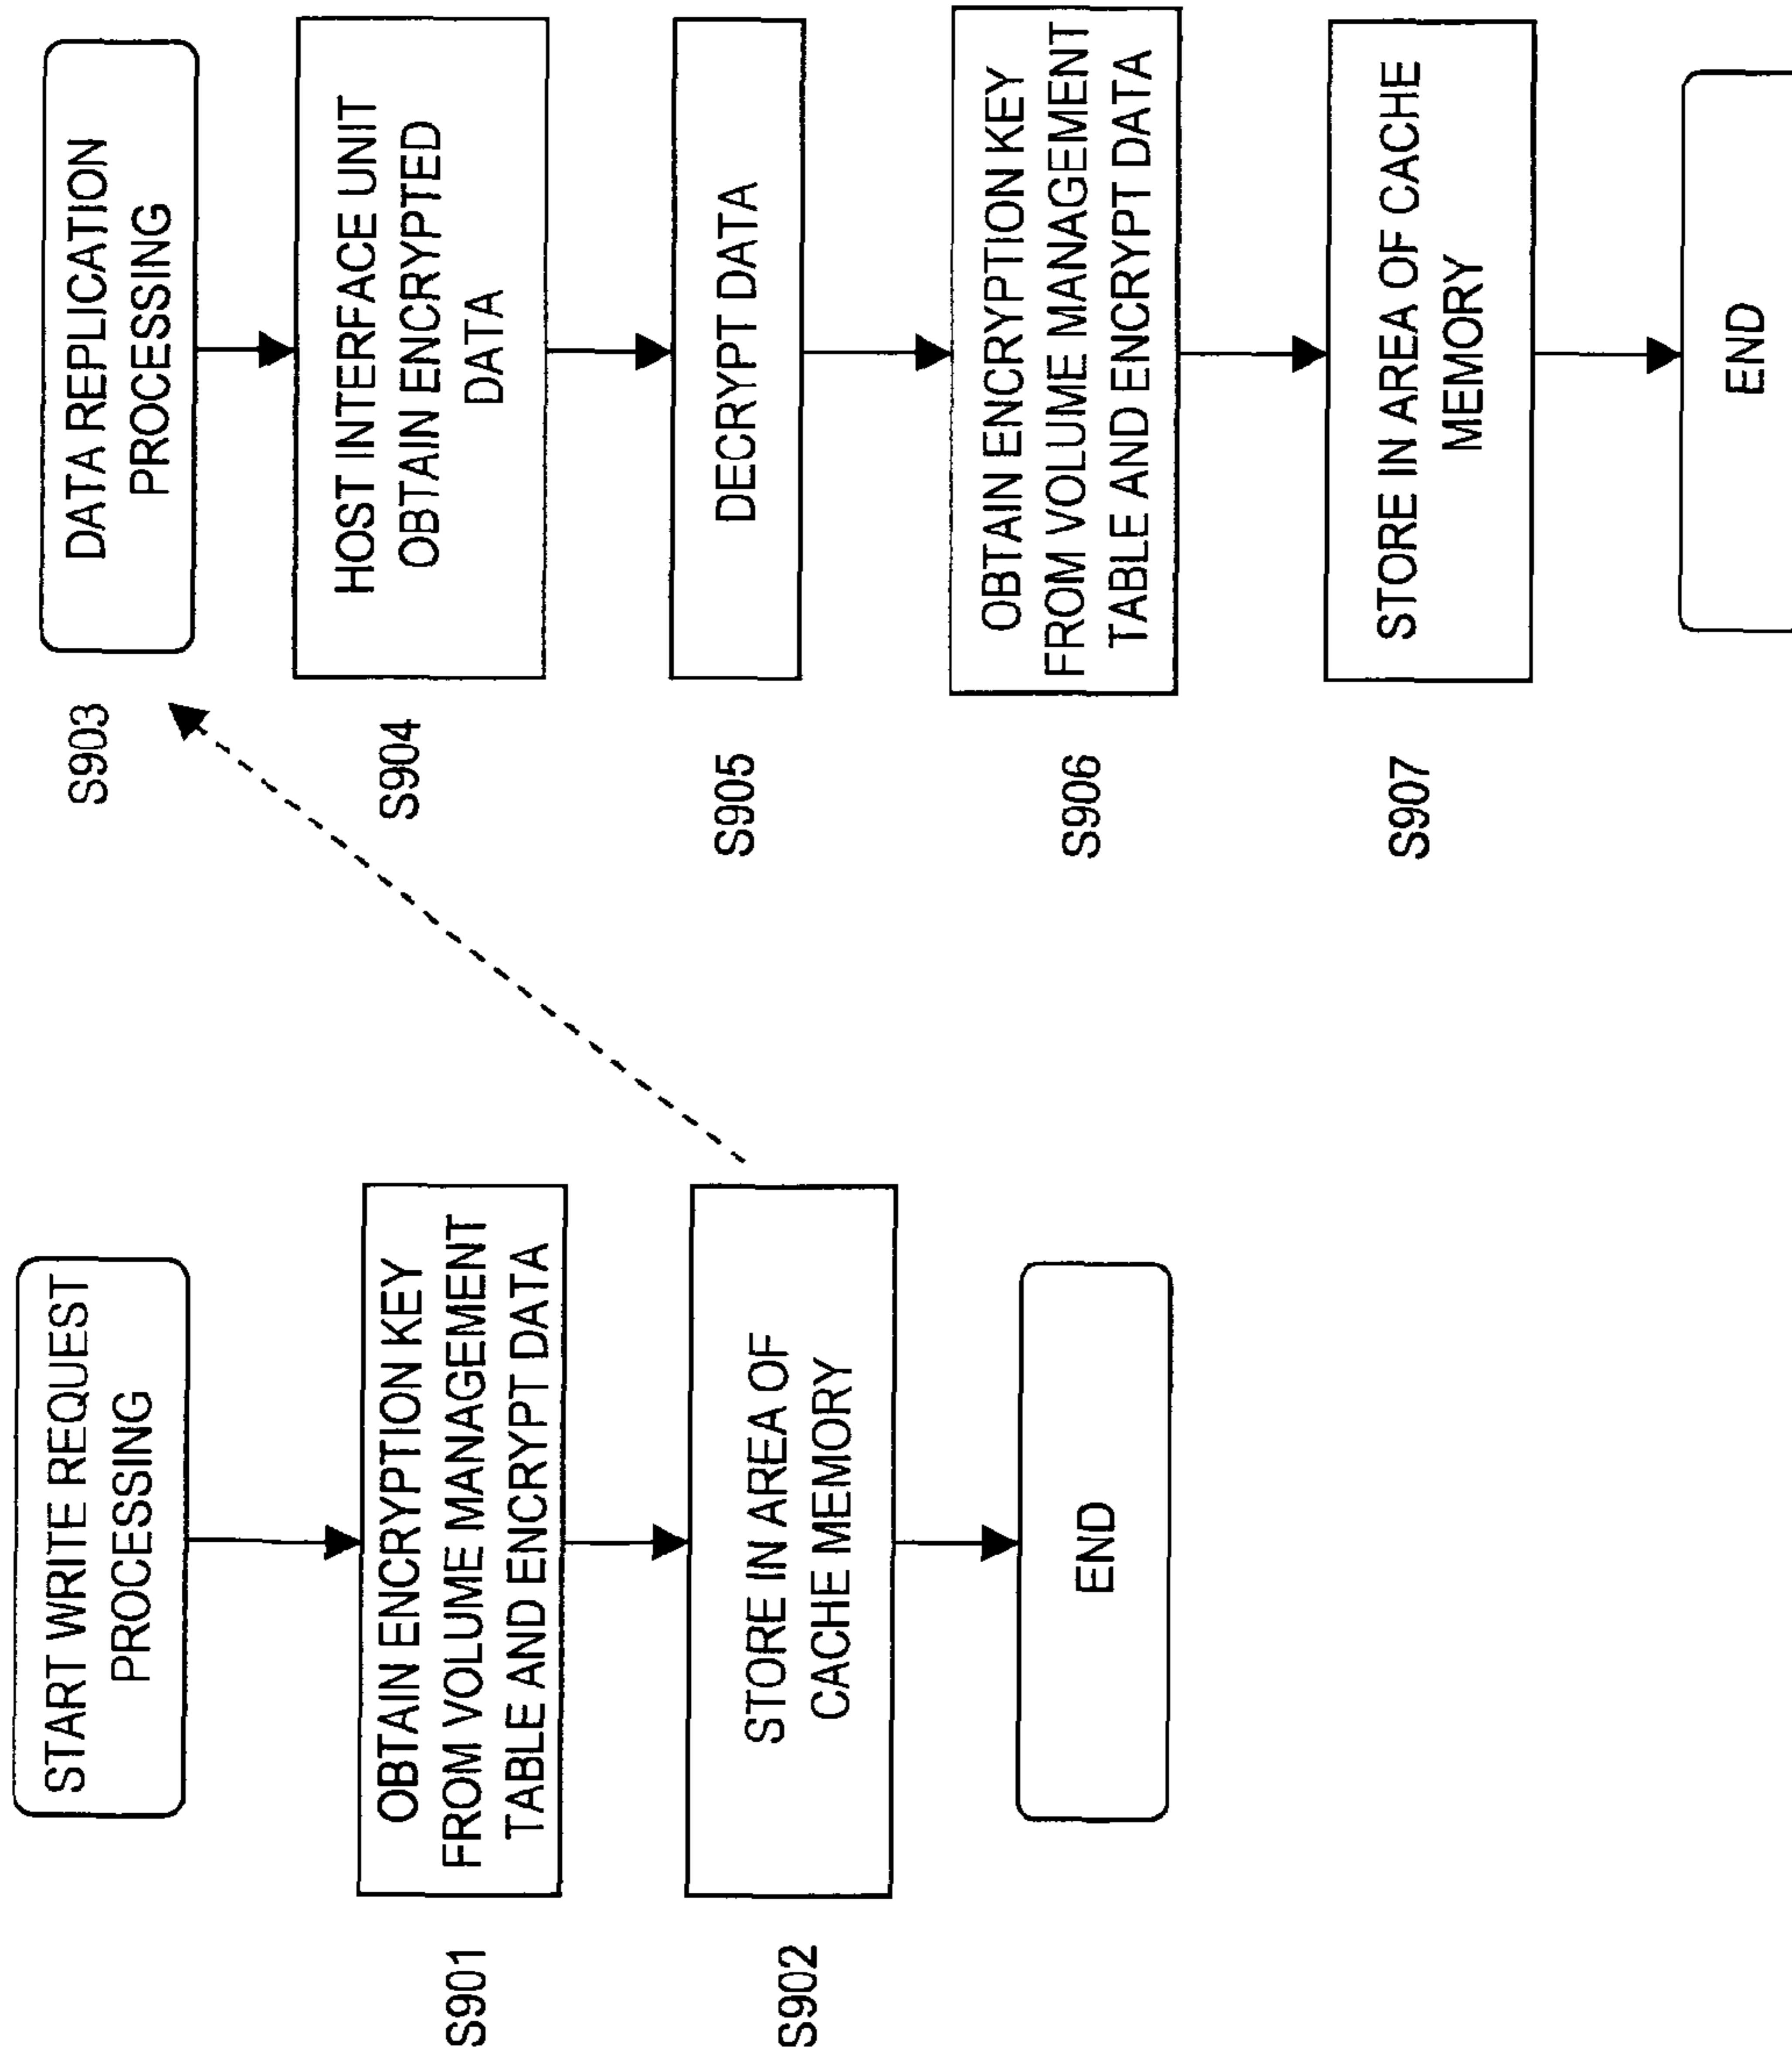 START WRITE REQUEST
PROCESSING
S901
OBTAIN ENCRYPTION KEY
FROM VOLUME MANAGEMENT
TABLE AND ENCRYPT DATA
S902
STORE IN AREA OF
CACHE MEMORY
END
S903
DATA REPLICATION
PROCESSING
S904
HOST INTERFACE UNIT
OBTAIN ENCRYPTED
DATA
S905
DECRYPT DATA
S906
OBTAIN ENCRYPTION KEY
FROM VOLUME MANAGEMENT
TABLE AND ENCRYPT DATA
S907
STORE IN AREA OF CACHE
MEMORY
END